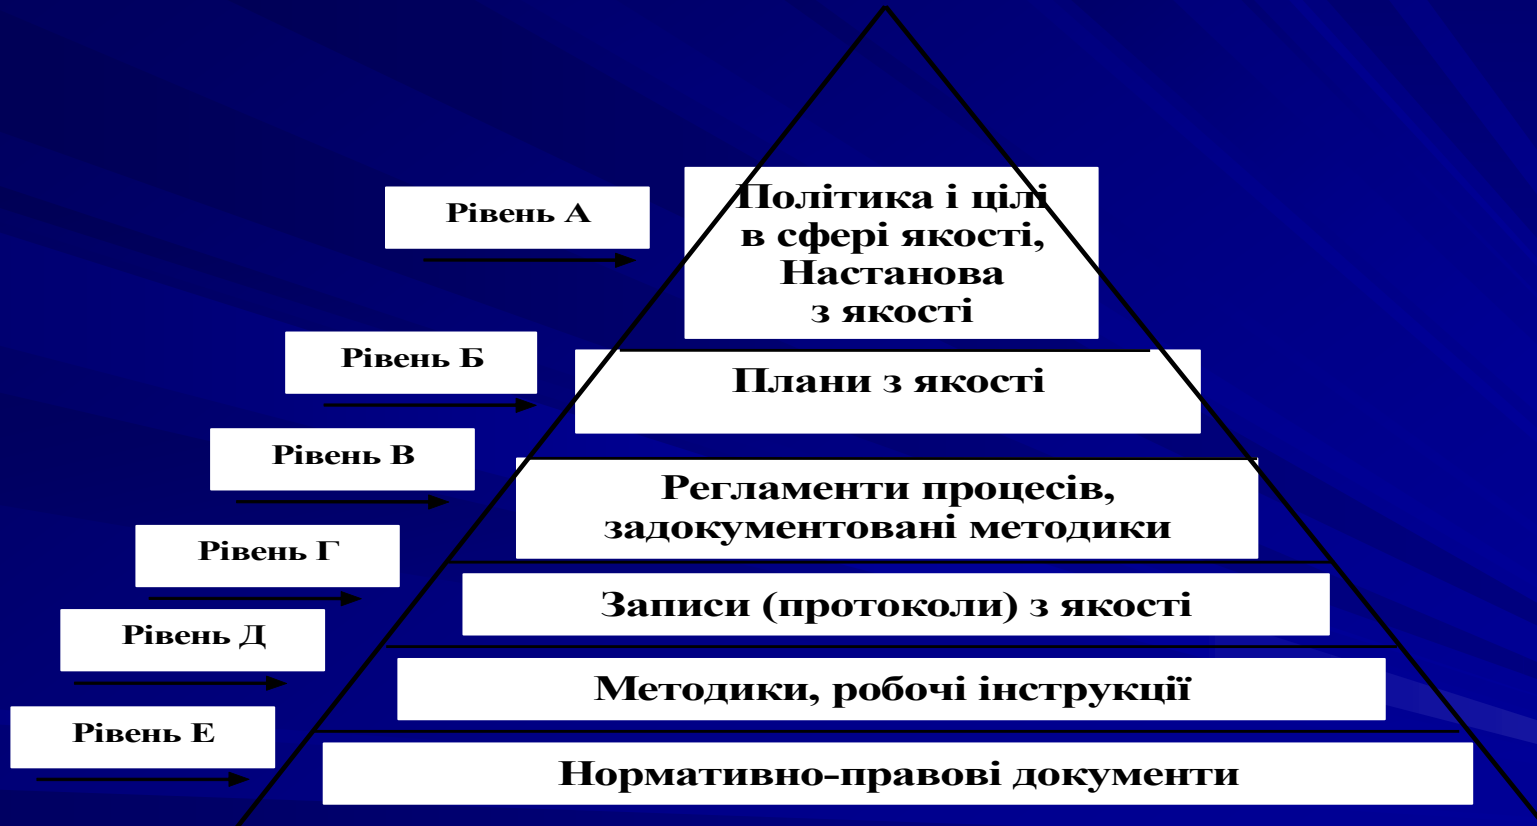 Рівень А
Політика і цілі
в сфері якості,
Настанова
з якості
Рівень Б
Плани з якості
Рівень В
Регламенти процесів,
задокументовані методики
Рівень Г
Записи (протоколи) з якості
Рівень Д
Методики, робочі інструкції
Рівень Е
Нормативно-правові документи